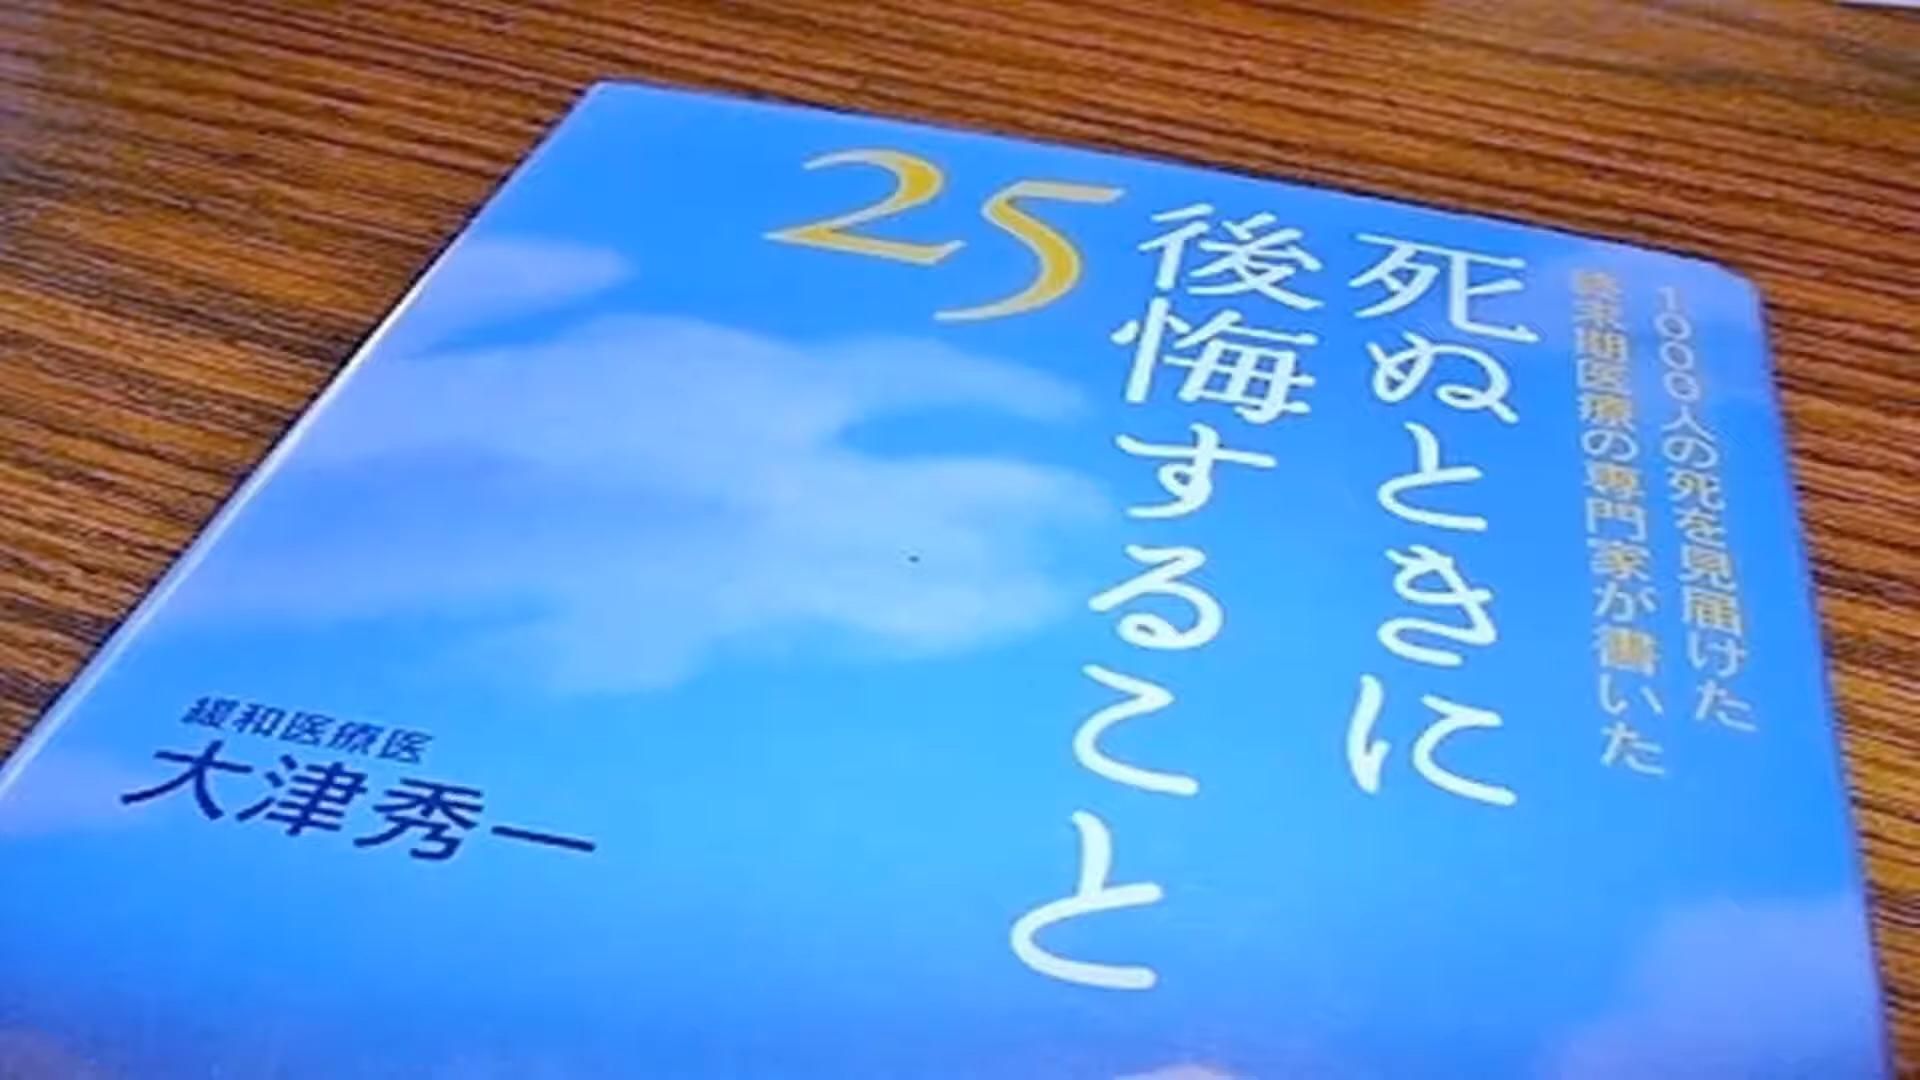 1000人の死を見届けた
終末期医療の専門家が書いた
死ぬときに
後悔すること
25
緩和医療医
大津秀一